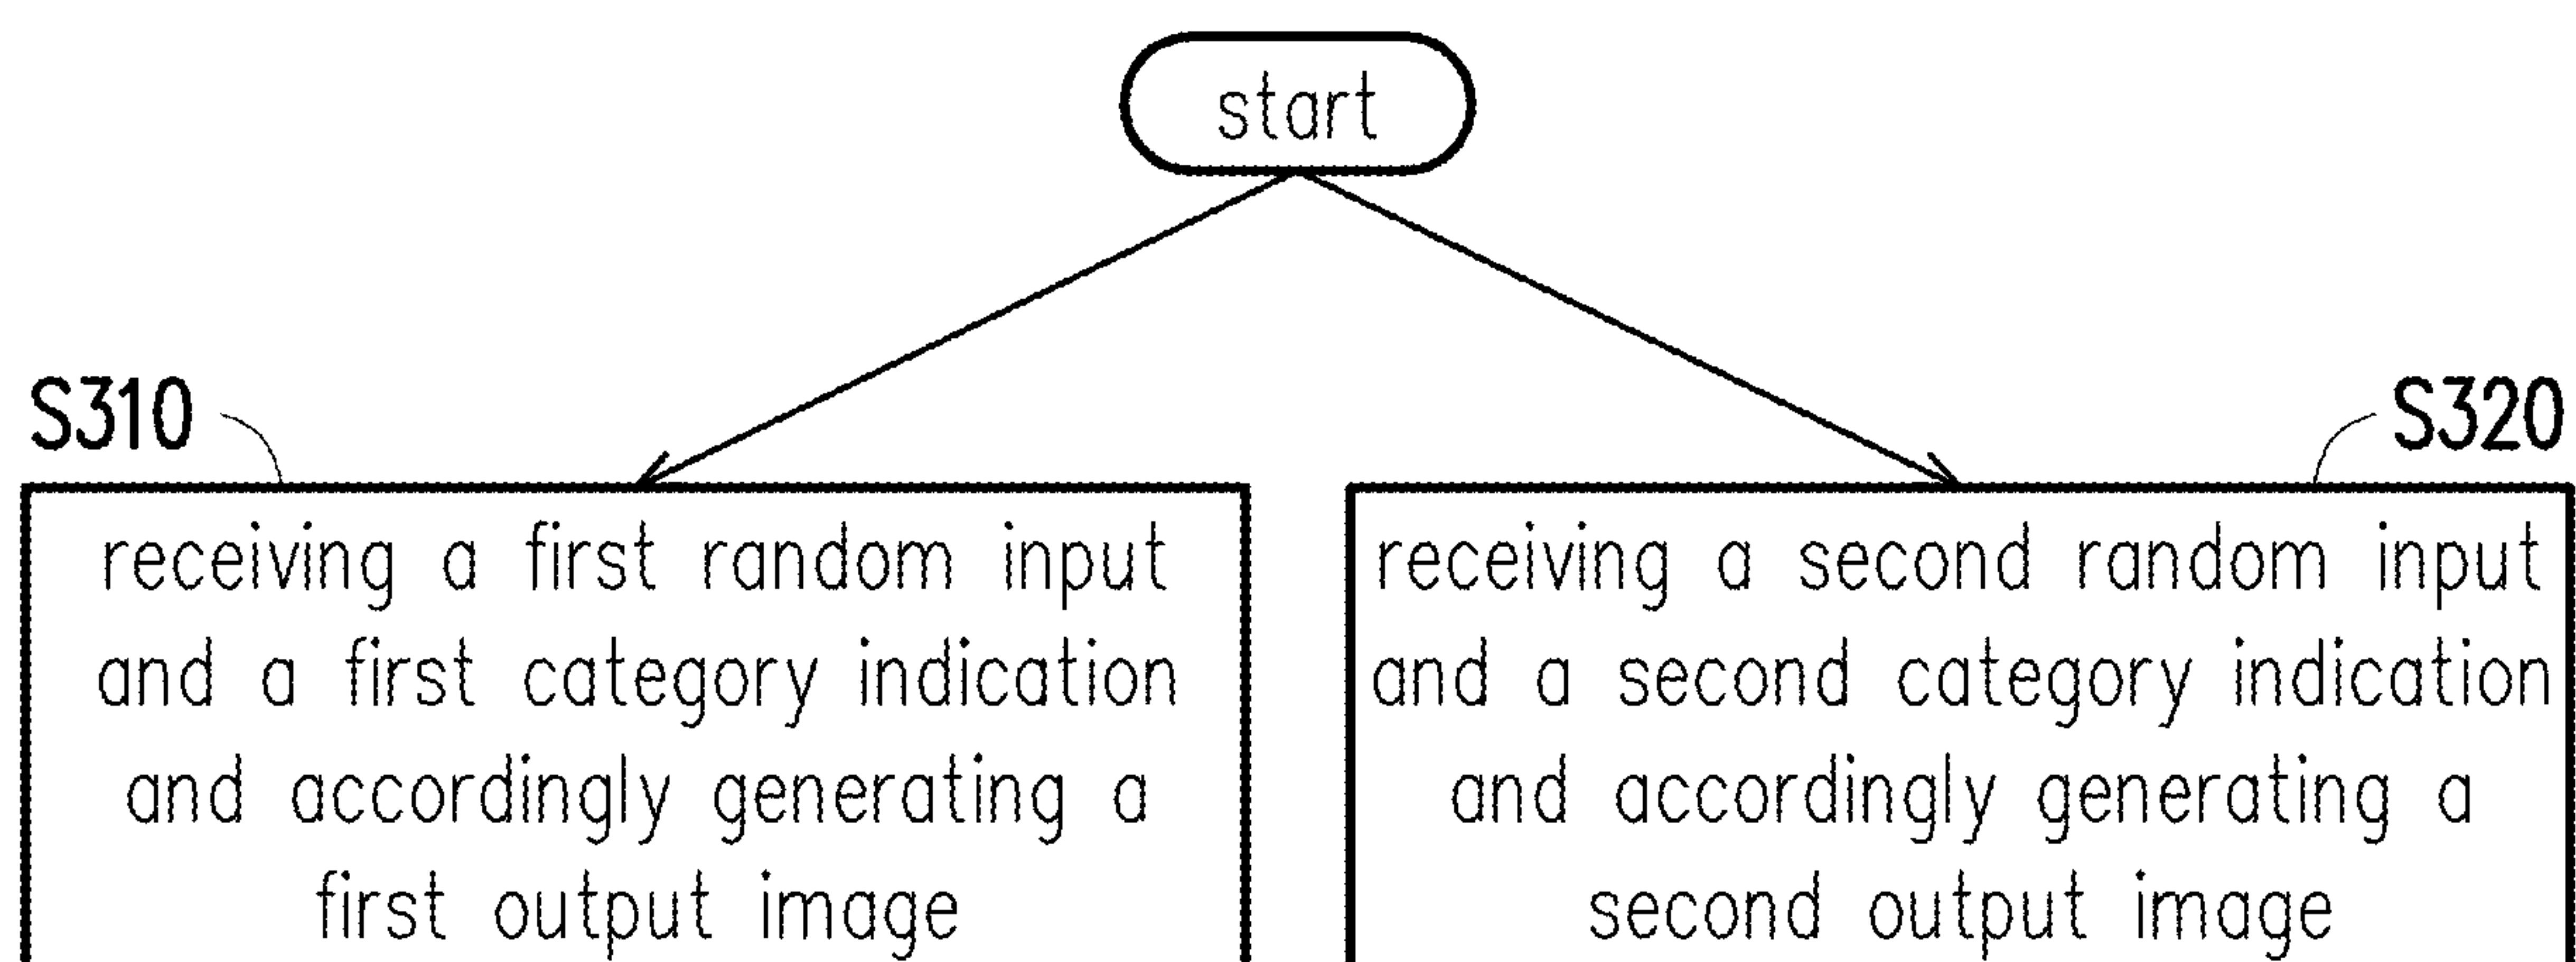 start
S310
receiving a first random input
and a first category indication
and accordingly generating a
first output image
S320
receiving a second random input
and a second category indication
and accordingly generating a
second output image